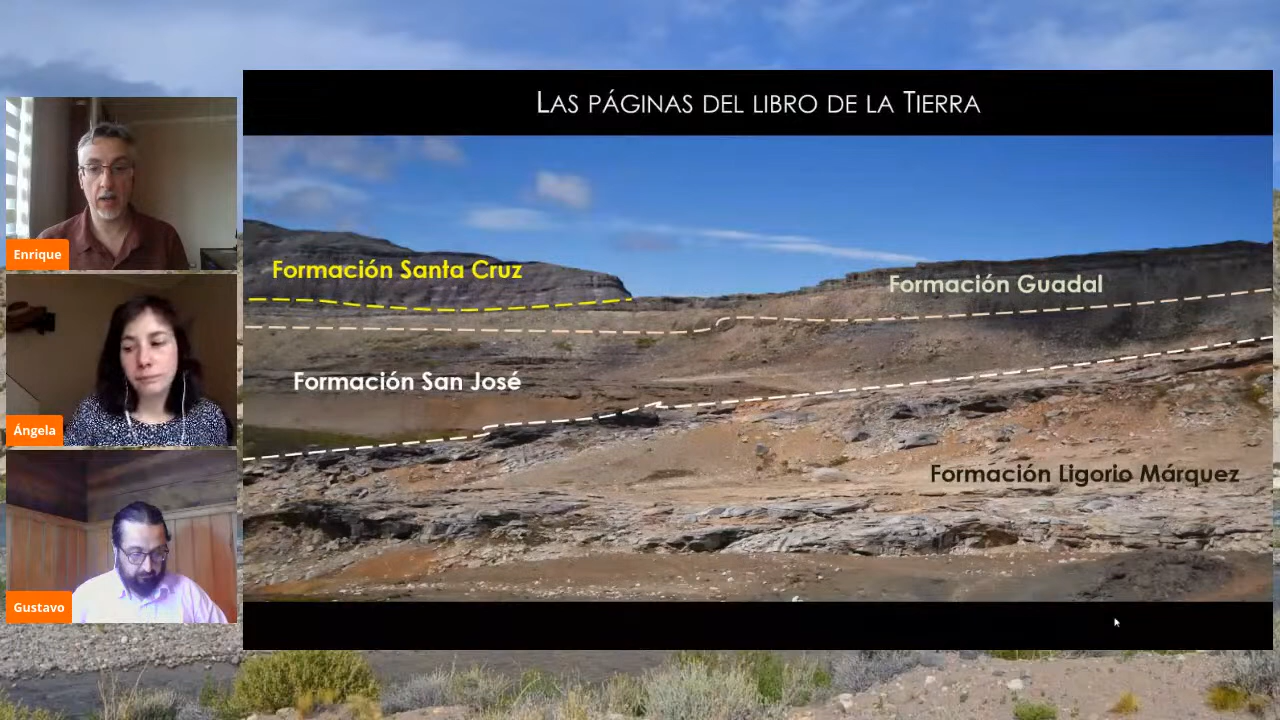 LAS PÁGINAS DEL LIBRO DE LA TIERRA
Enrique
Formación Santa Cruz
Formación Guadal
Formación San José
Ángela
Formación Ligorio Márquez
Gustavo